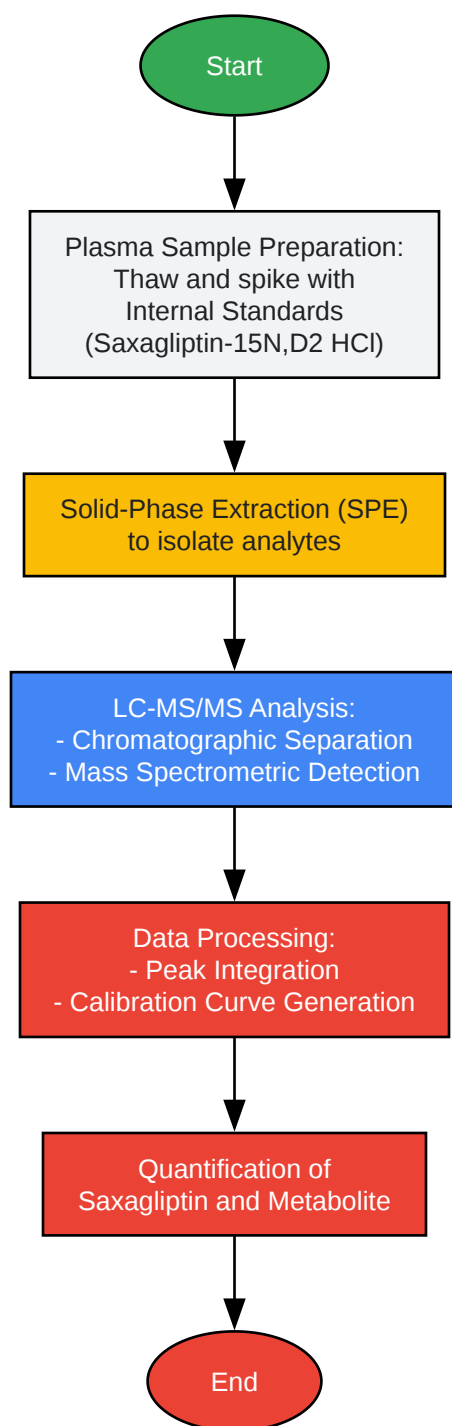 Start
Plasma Sample Preparation:
Thaw and spike with
Internal Standards
(Saxagliptin-15N,D2 HCl)
Solid-Phase Extraction (SPE)
to isolate analytes
LC-MS/MS Analysis:
- Chromatographic Separation
- Mass Spectrometric Detection
Data Processing:
- Peak Integration
- Calibration Curve Generation
Quantification of
Saxagliptin and Metabolite
End